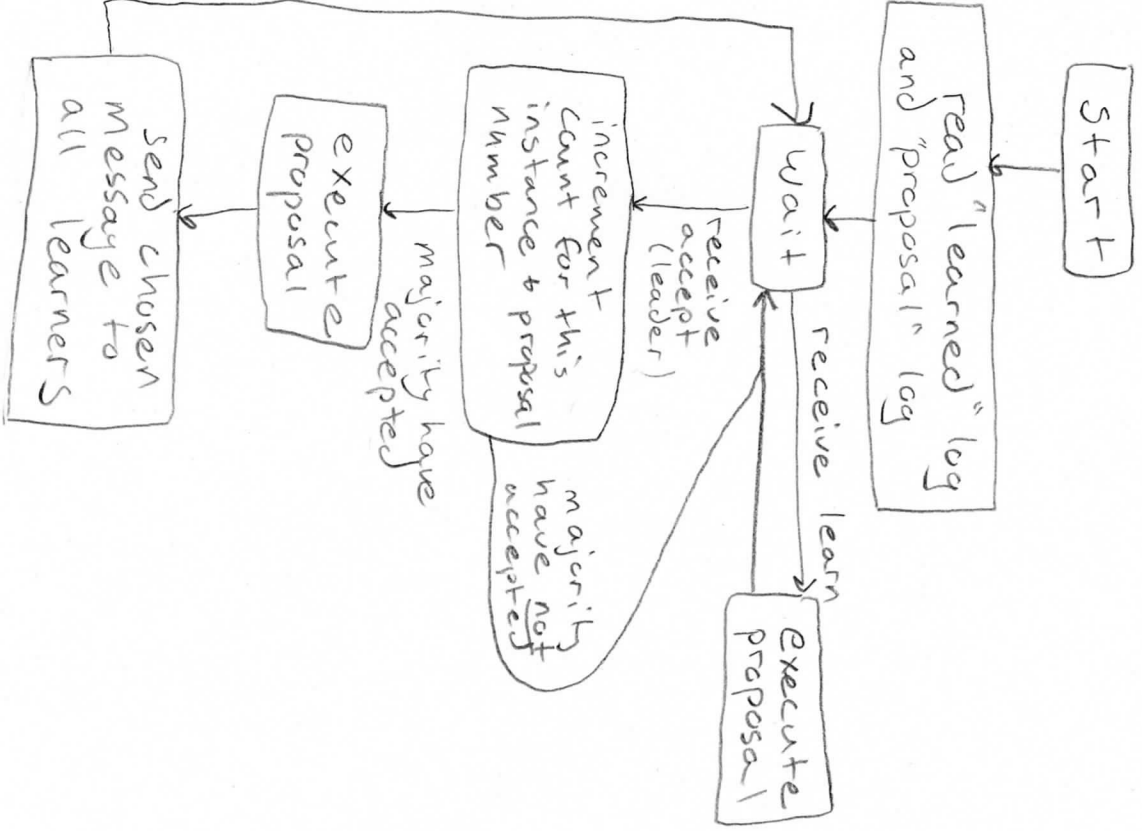 Start
read "learned" log
and "proposal" log
Wait
receive learn
execute
proposal
receive
accept
(leader)
increment
count for this
instance & proposal
number
majority
have not
accepted
majority have
accepted
execute
proposal
send chosen
message to
all learners